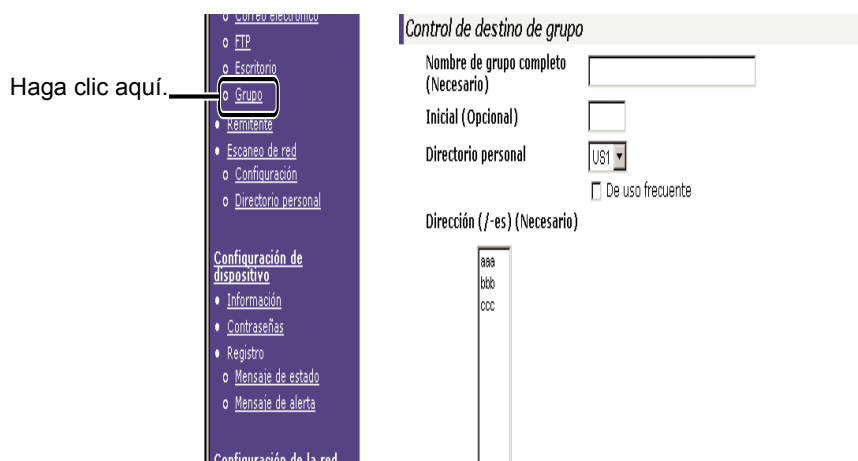 Correo electrónico
FTP
Escritorio
Haga clic aquí.
Grupo
Remitente
Escaneo de red
Configuración
Directorio personal
Configuración de
dispositivo
Información
Contraseñas
Registro
Mensaje de estado
Mensaje de alerta
Configuración de la red
Control de destino de grupo
Nombre de grupo completo
(Necesario)
Inicial (Opcional)
Directorio personal
US1
De uso frecuente
Dirección (/-es) (Necesario)
aaa
bbb
ccc